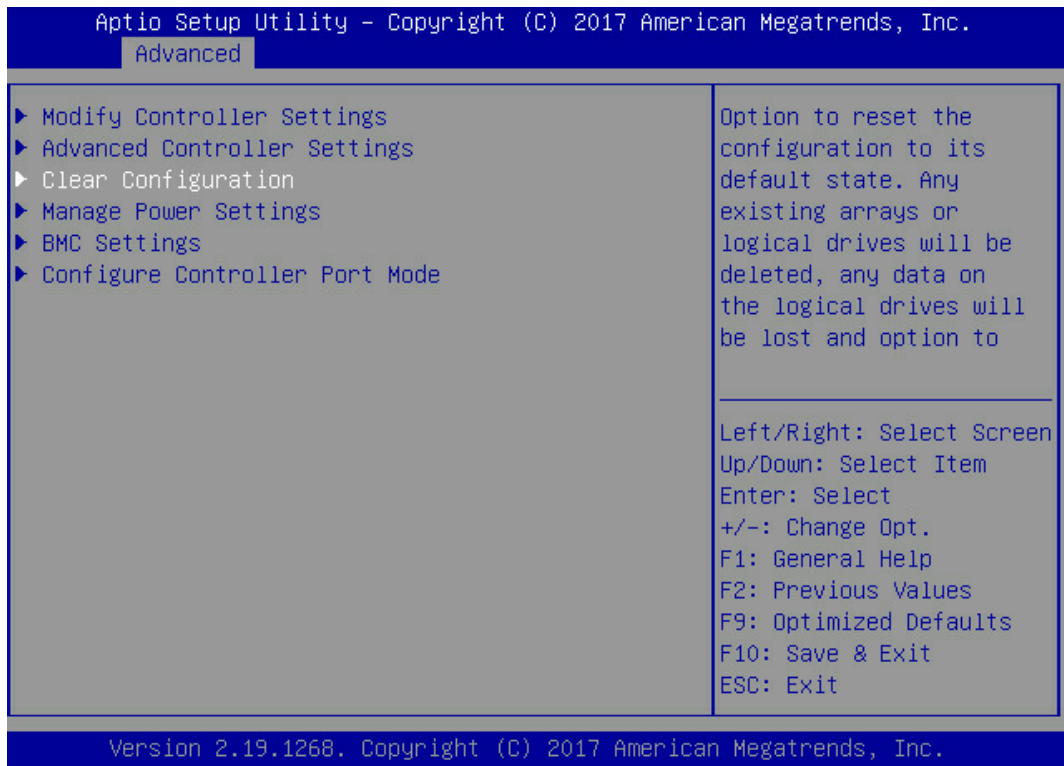 Aptio Setup Utility – Copyright (C) 2017 American Megatrends, Inc.
Advanced
Modify Controller Settings
Advanced Controller Settings
Clear Configuration
Manage Power Settings
BMC Settings
Configure Controller Port Mode
Option to reset the
configuration to its
default state. Any
existing arrays or
logical drives will be
deleted, any data on
the logical drives will
be lost and option to
Left/Right: Select Screen
Up/Down: Select Item
Enter: Select
+/-: Change Opt.
F1: General Help
F2: Previous Values
F9: Optimized Defaults
F10: Save & Exit
ESC: Exit
Version 2.19.1268. Copyright (C) 2017 American Megatrends, Inc.